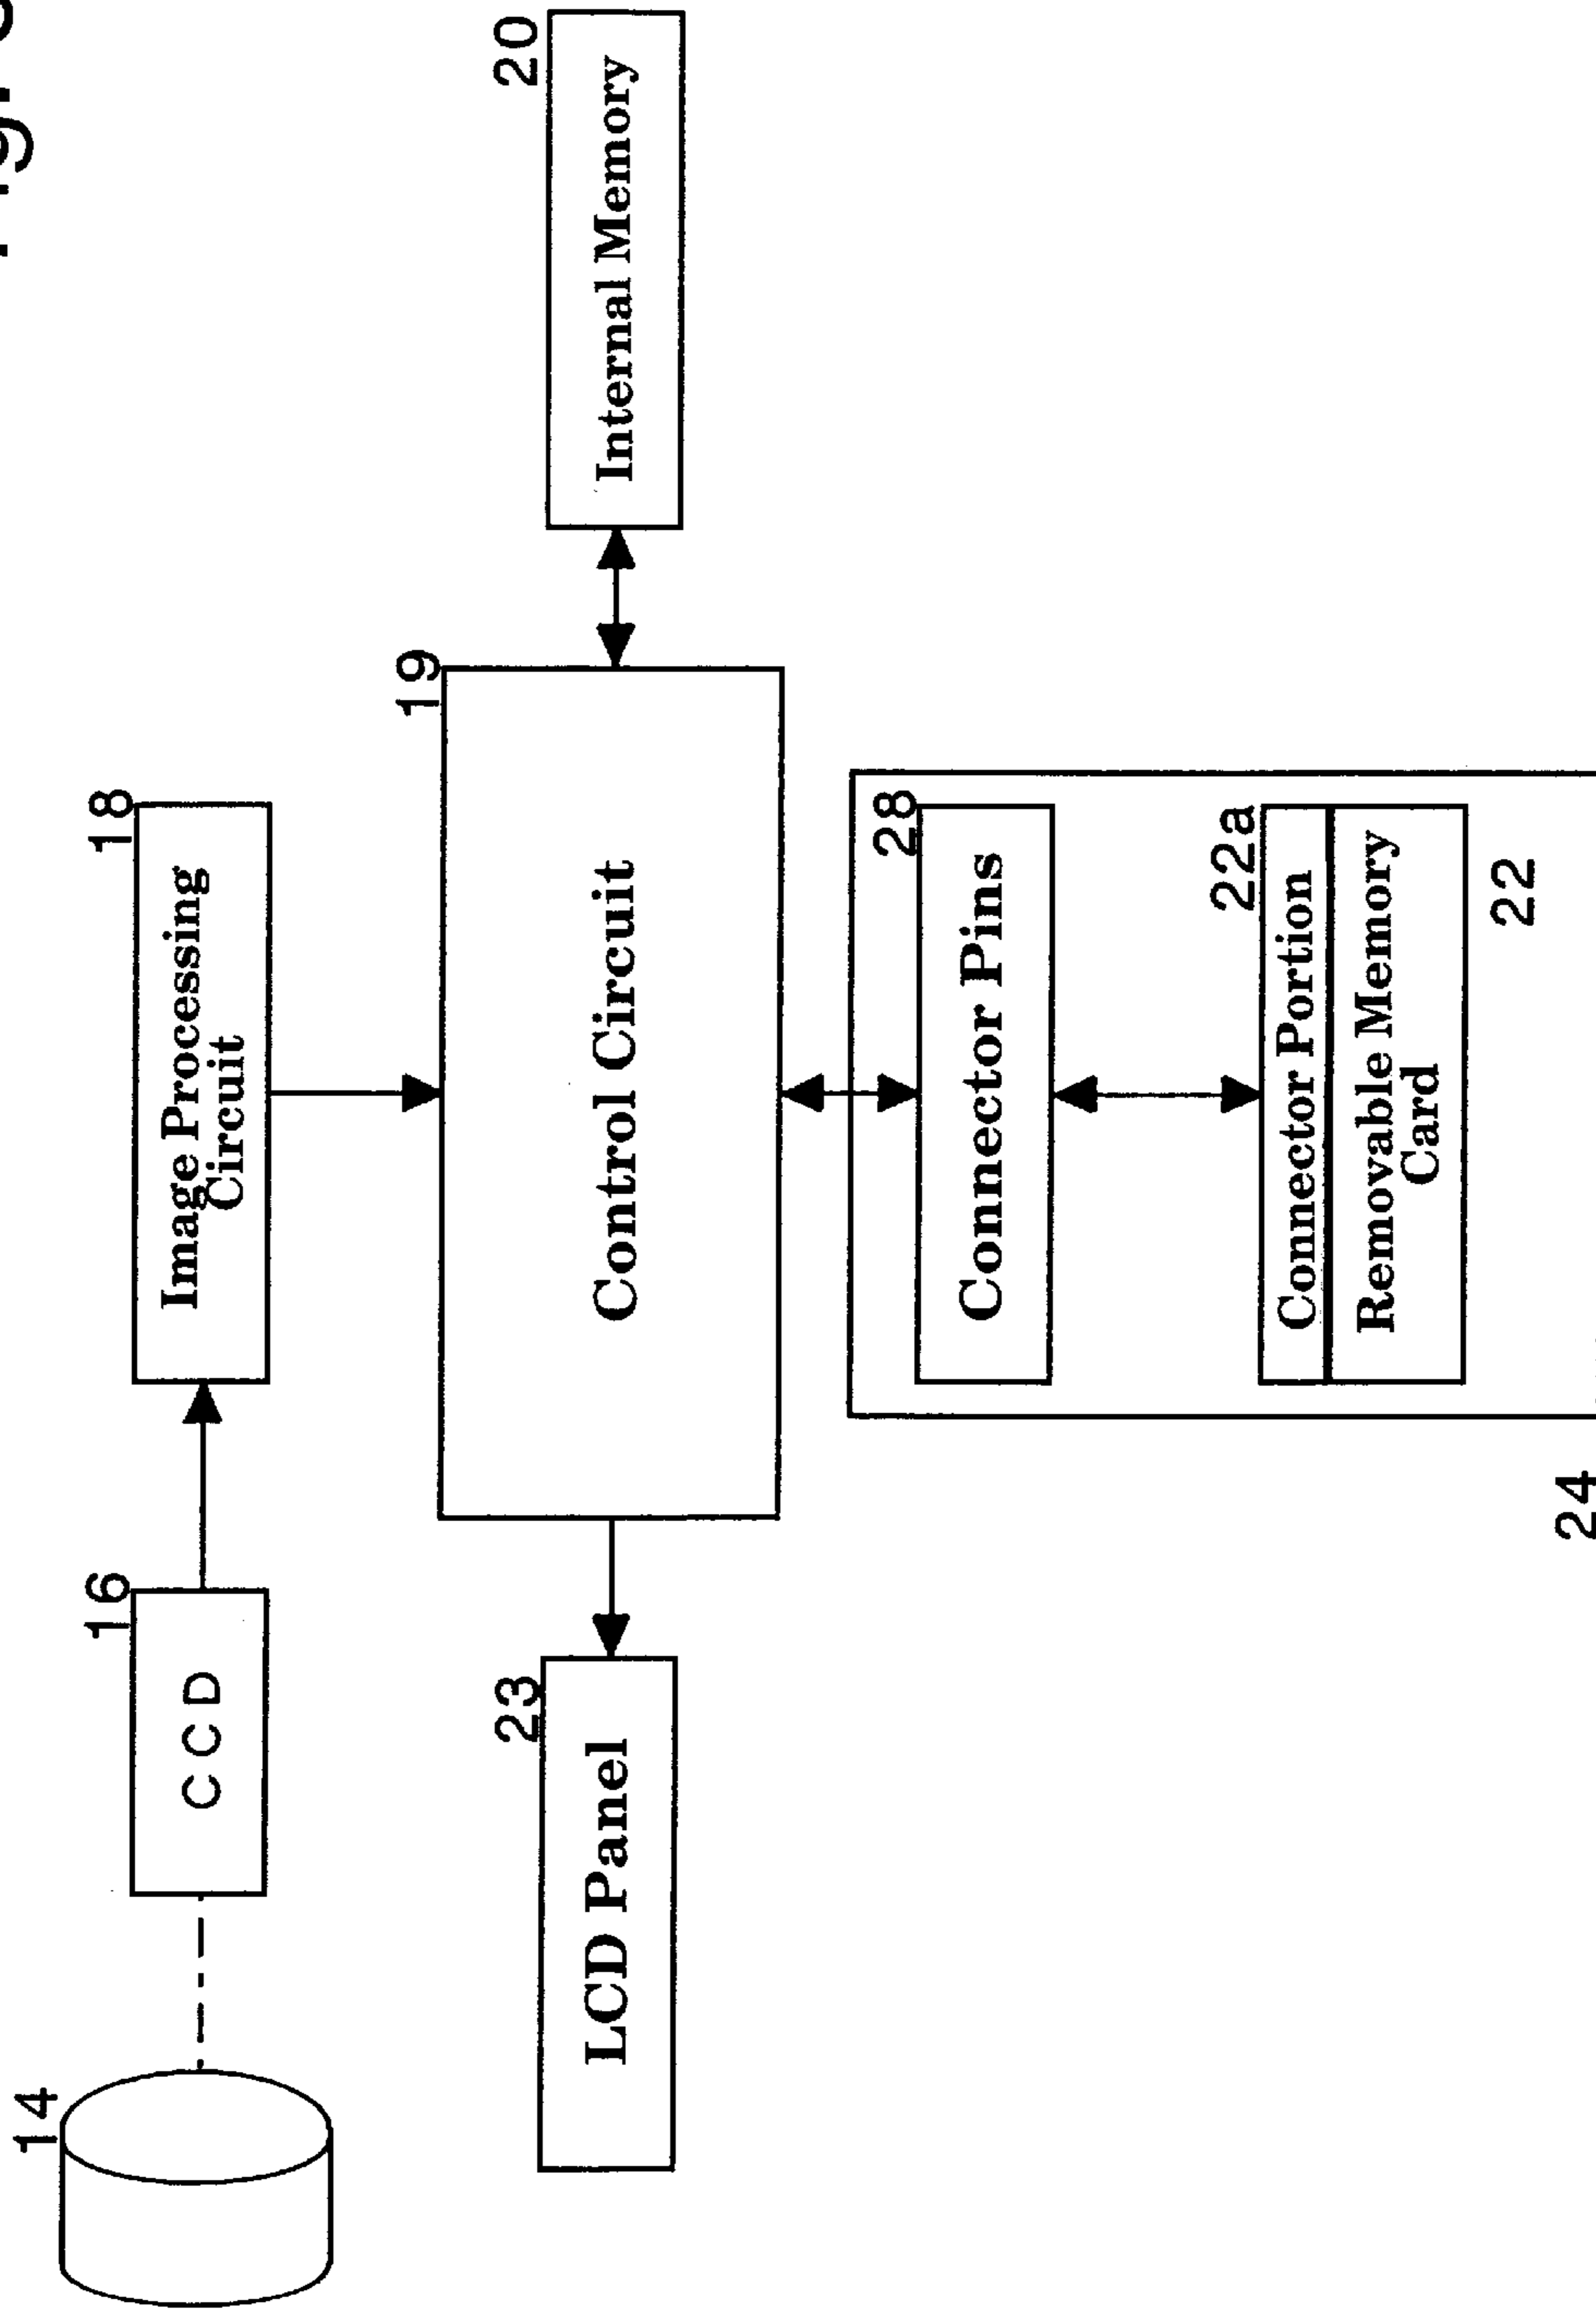 14
16
CCD
18
Image Processing
Circuit
23
LCD Panel
19
Control Circuit
20
Internal Memory
28
Connector Pins
22a
Connector Portion
Removable Memory
Card
22
24